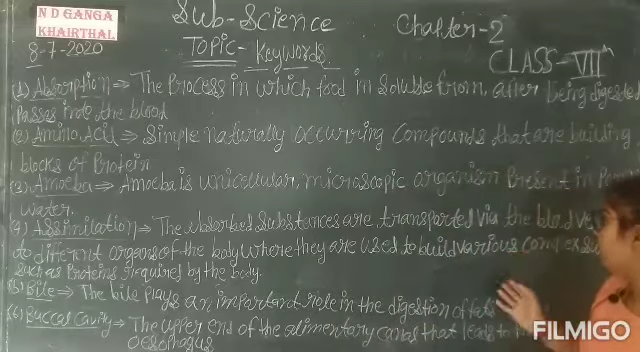 N D GANGA
KHAIRTHAL
Sub-Science
Chapter-2
8-7-2020
TOPIC - Keywords
CLASS-VIIth
(1) Absorption ⇒ The Process in which food in soluble from, after being digested
Passes into the blood
(2) Amino Acid ⇒ Simple naturally occurring Compounds that are building
blocks of Protein
(3) Amoeba ⇒ Amoeba is unicellular, microscopic organism Present in
water.
(4) Assimilation ⇒ The absorbed Substances are, transported via the blood
to different organs of the body where they are used to build various
Such as Proteins required by the body.
(5) Bile ⇒ The bile plays an important role in the digestion of fats
(6) Buccal Cavity ⇒ The upper end of the alimentary canal that leads to
oesophagus
FILMIGO